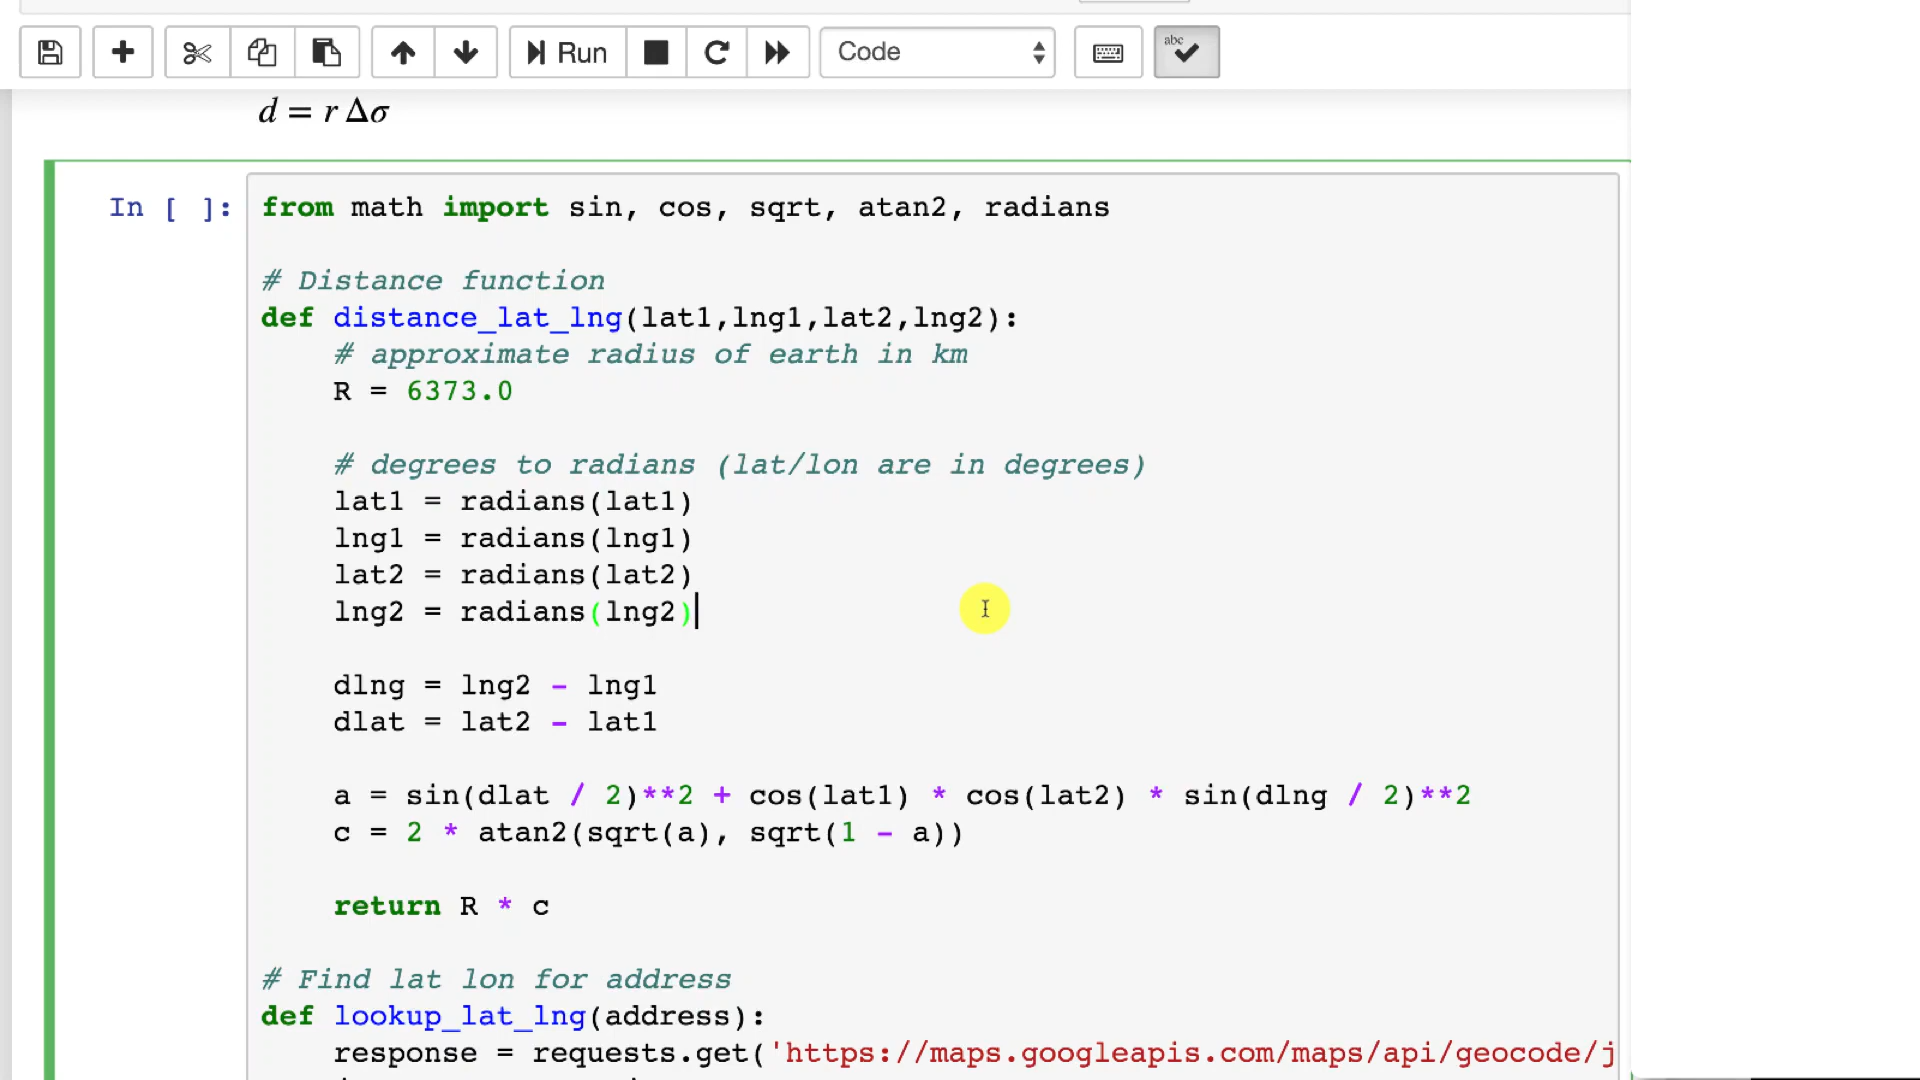 Run
Code
abc
d = r Δσ
In [ ]:
from math import sin, cos, sqrt, atan2, radians
# Distance function
def distance_lat_lng(lat1,lng1,lat2,lng2):
    # approximate radius of earth in km
    R = 6373.0
    # degrees to radians (lat/lon are in degrees)
    lat1 = radians(lat1)
    lng1 = radians(lng1)
    lat2 = radians(lat2)
    lng2 = radians(lng2)
    dlng = lng2 - lng1
    dlat = lat2 - lat1
    a = sin(dlat / 2)**2 + cos(lat1) * cos(lat2) * sin(dlng / 2)**2
    c = 2 * atan2(sqrt(a), sqrt(1 - a))
    return R * c
# Find lat lon for address
def lookup_lat_lng(address):
    response = requests.get('https://maps.googleapis.com/maps/api/geocode/j